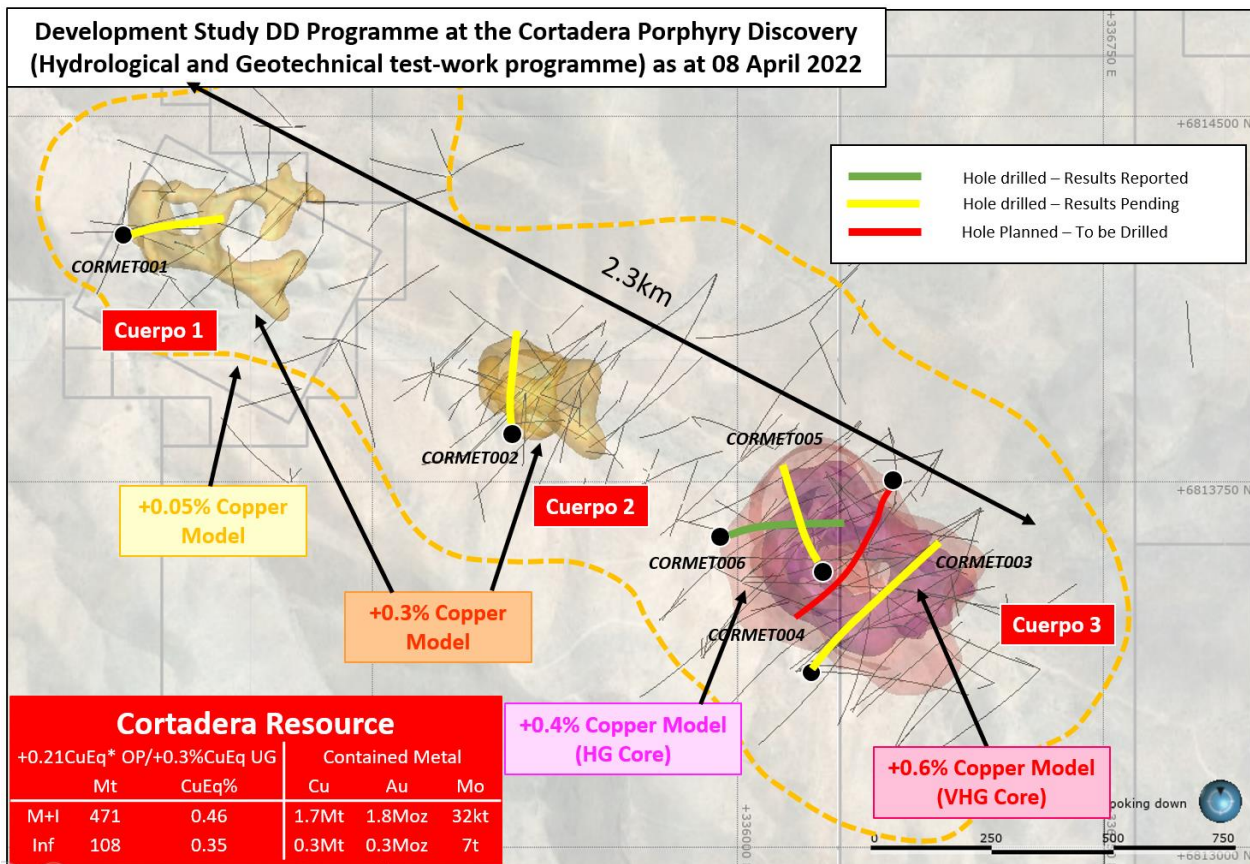 Development Study DD Programme at the Cortadera Porphyry Discovery
(Hydrological and Geotechnical test-work programme) as at 08 April 2022
+336750 E
+6814500 N
Hole drilled – Results Reported
Hole drilled – Results Pending
Hole Planned – To be Drilled
2.3km
CORMET001
Cuerpo 1
CORMET002
Cuerpo 2
CORMET005
+6813750 N
CORMET006
CORMET003
CORMET004
Cuerpo 3
+0.05% Copper
Model
+0.3% Copper
Model
+0.4% Copper Model
(HG Core)
+0.6% Copper Model
(VHG Core)
Cortadera Resource
+0.21CuEq* OP/+0.3%CuEq UG Contained Metal
Mt CuEq% Cu Au Mo
M+I 471 0.46 1.7Mt 1.8Moz 32kt
Inf 108 0.35 0.3Mt 0.3Moz 7t
+336000
ooking down
0 250 500 750
+6813000 N